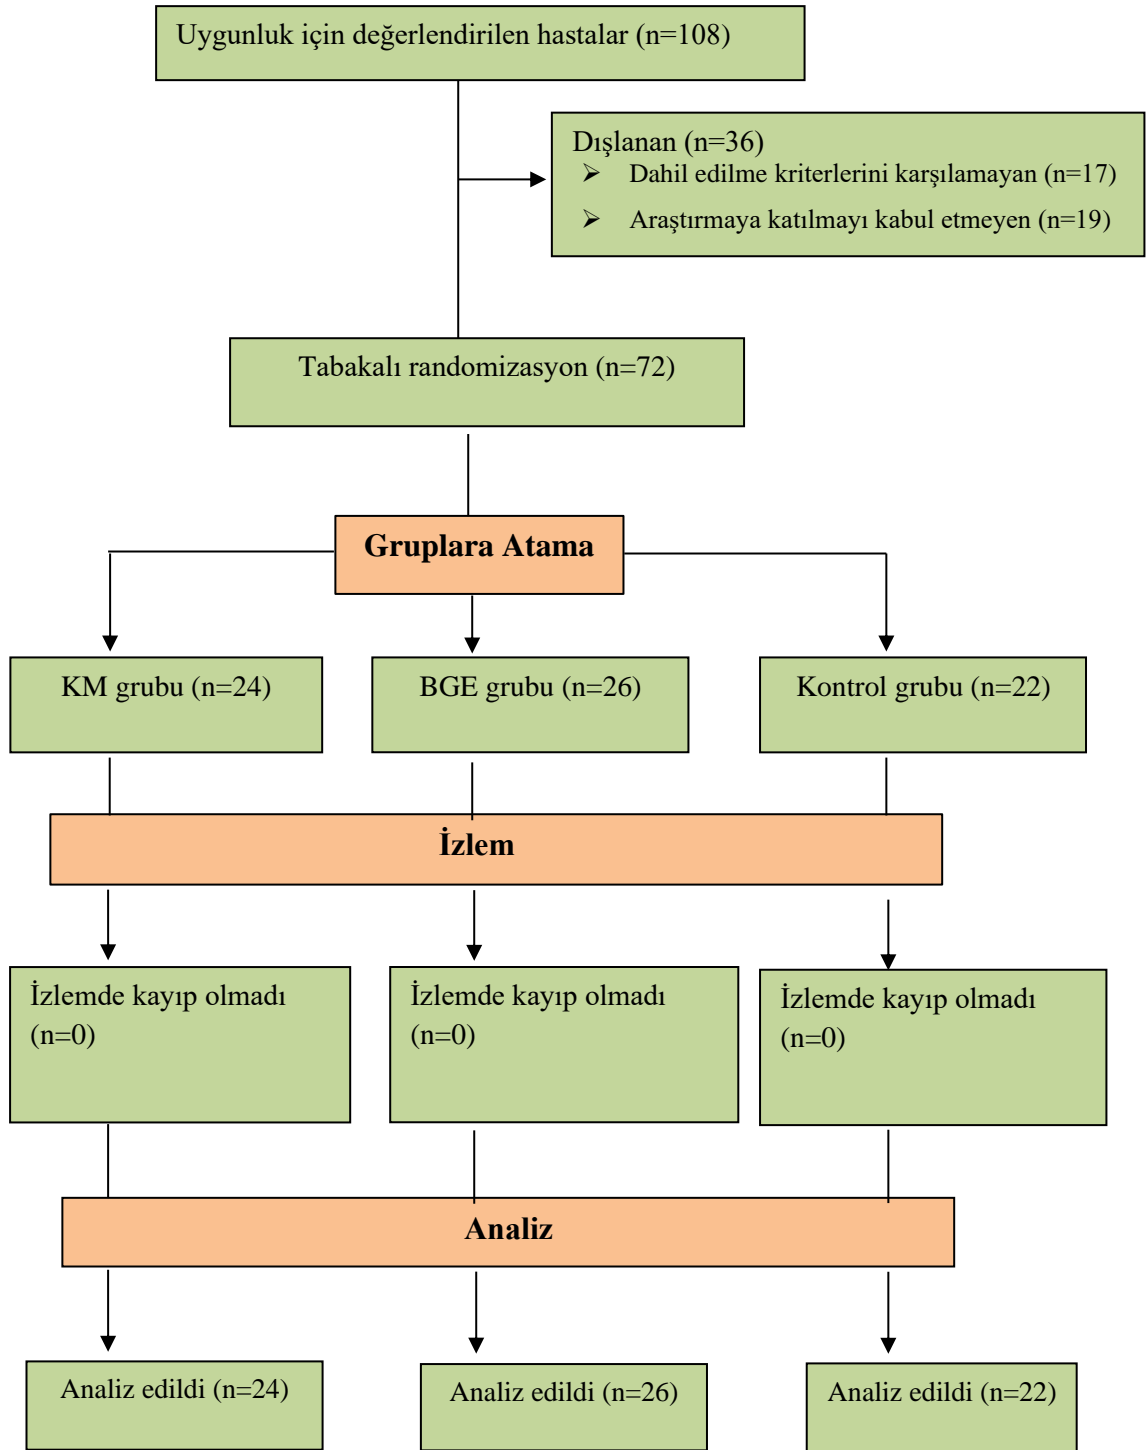 Uygunluk için değerlendirilen hastalar (n=108)
Dışlanan (n=36)
➢ Dahil edilme kriterlerini karşılamayan (n=17)
➢ Araştırmaya katılmayı kabul etmeyen (n=19)
Tabakalı randomizasyon (n=72)
Gruplara Atama
KM grubu (n=24)
BGE grubu (n=26)
Kontrol grubu (n=22)
İzlem
İzlemde kayıp olmadı
(n=0)
İzlemde kayıp olmadı
(n=0)
İzlemde kayıp olmadı
(n=0)
Analiz
Analiz edildi (n=24)
Analiz edildi (n=26)
Analiz edildi (n=22)